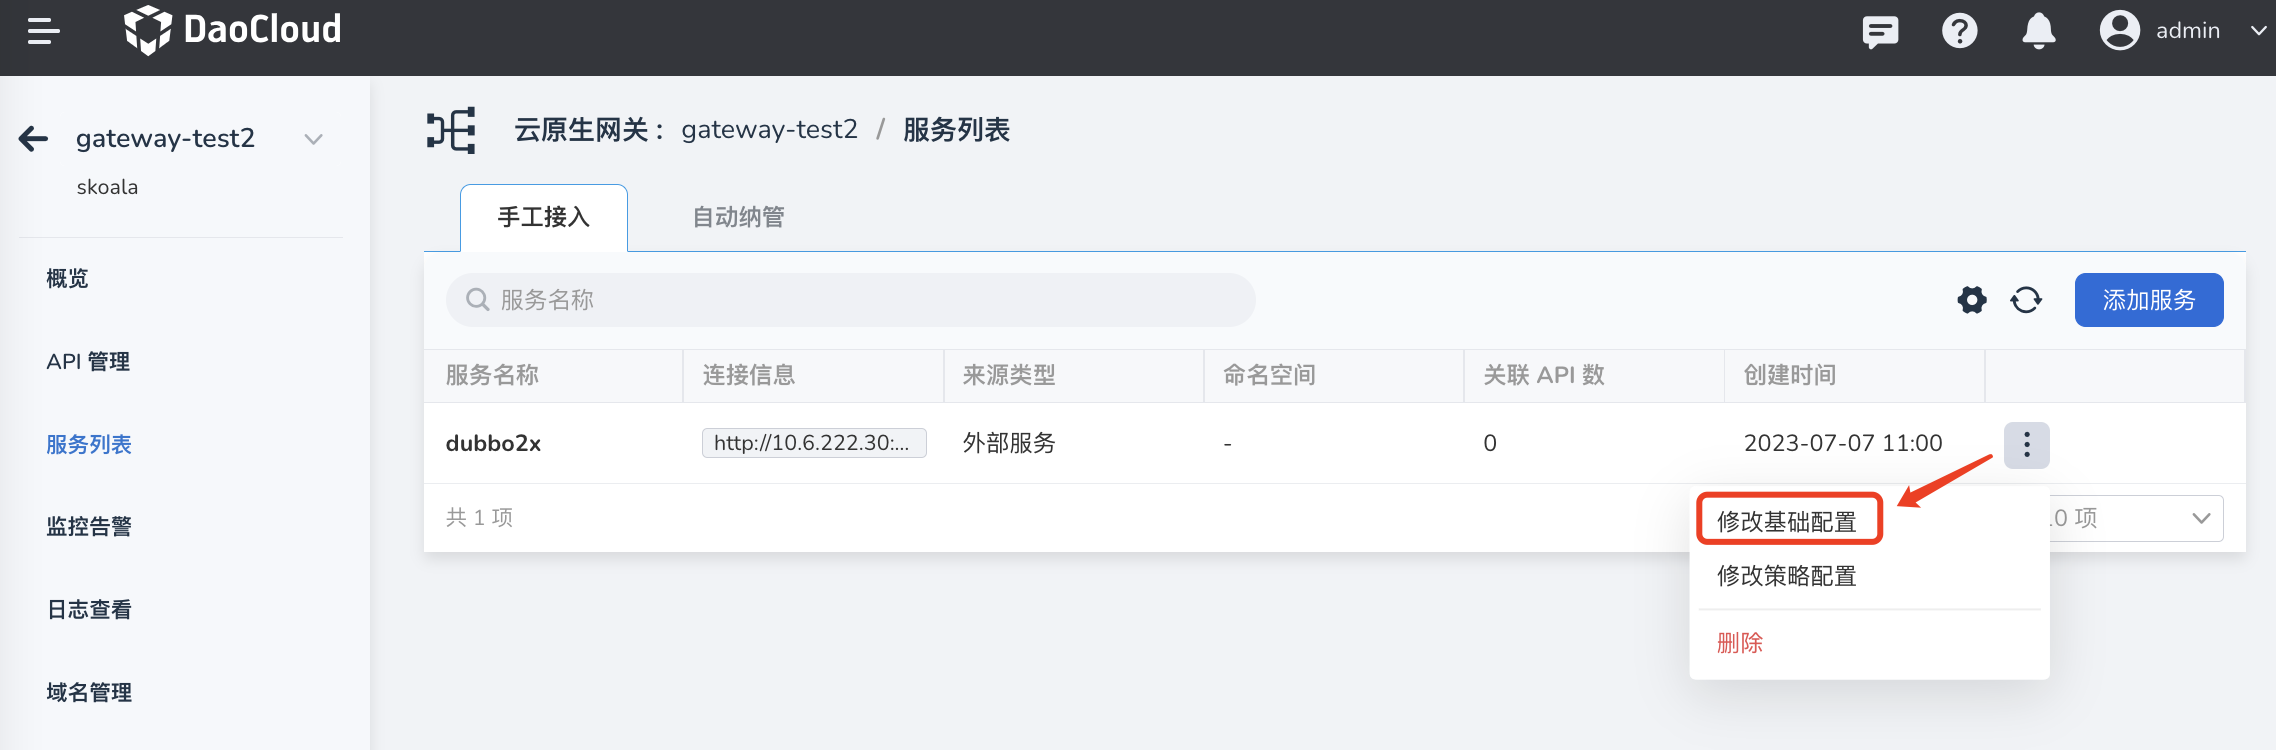 DaoCloud
admin
gateway-test2
skoala
概览
API 管理
服务列表
监控告警
日志查看
域名管理
云原生网关： gateway-test2 / 服务列表
手工接入 自动纳管
服务名称
添加服务
服务名称 连接信息 来源类型 命名空间 关联 API 数 创建时间
dubbo2x http://10.6.222.30:... 外部服务 - 0 2023-07-07 11:00
共 1 项
0 项
修改基础配置
修改策略配置
删除